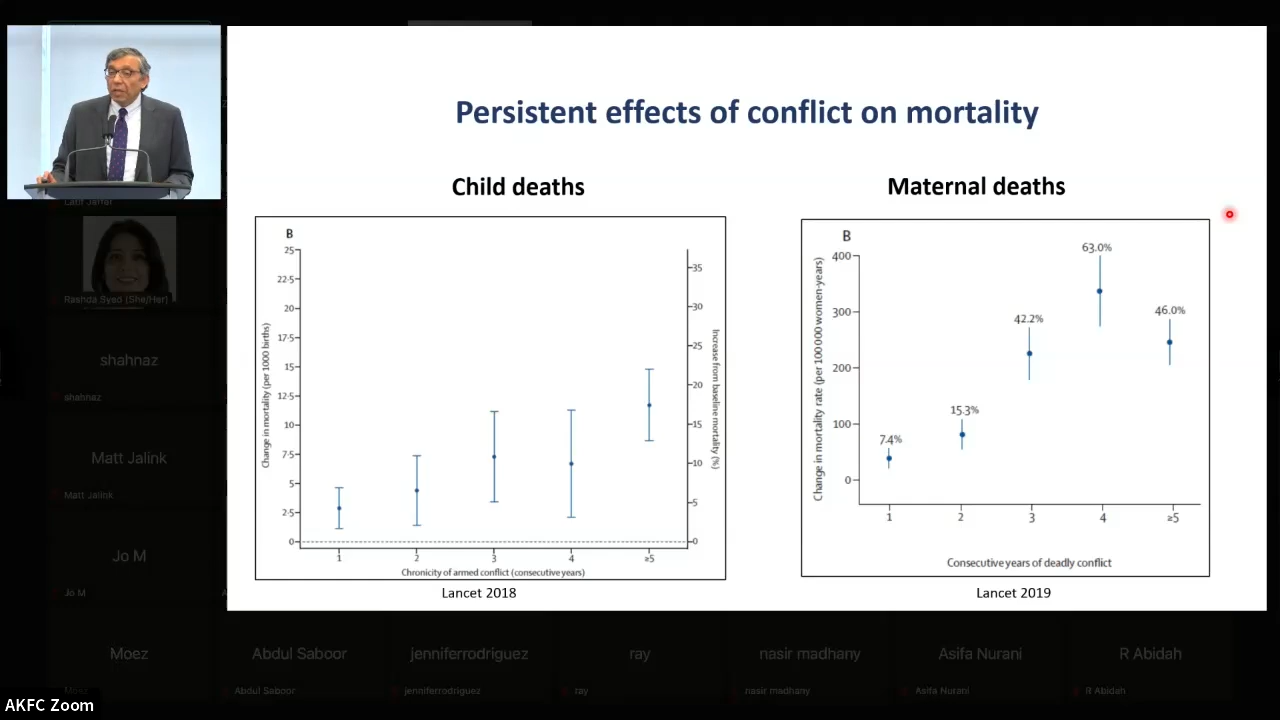 Persistent effects of conflict on mortality
Child deaths
B
25
22·5
20
17·5
15
12·5
10
7·5
5
2·5
0
Change in mortality (per 1000 births)
35
30
25
20
15
10
5
0
Increase from baseline mortality (%)
1 2 3 4 ≥5
Chronicity of armed conflict (consecutive years)
Lancet 2018
Maternal deaths
B
400
300
200
100
0
Change in mortality rate (per 100 000 women-years)
7.4%
15.3%
42.2%
63.0%
46.0%
1 2 3 4 ≥5
Consecutive years of deadly conflict
Lancet 2019
Latif Jaffar
Rashda Syed (She/Her)
shahnaz
shahnaz
Matt Jalink
Matt Jalink
Jo M
Jo M
Moez Abdul Saboor jenniferrodriguez ray nasir madhany Asifa Nurani R Abidah
Moez Abdul Saboor jenniferrodriguez ray nasir madhany Asifa Nurani R Abidah
AKFC Zoom